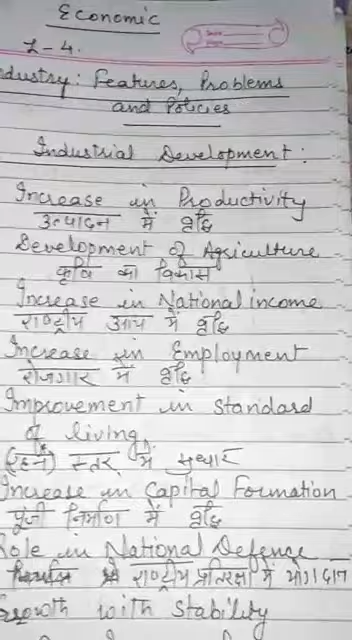 Economic
L-4.
ndustry: Features, Problems
and Policies
Industrial Development:
Increase in Productivity
उत्पादन में वृद्धि
Development of Agriculture
कृषि का विकास
Increase in National income
राष्ट्रीय आय में वृद्धि
Increase in Employment
रोजगार में वृद्धि
Improvement in Standard
of living
(रहने) स्तर में सुधार
Increase in Capital Formation
पूंजी निर्माण में वृद्धि
Role in National Defence
राष्ट्रीय प्रतिरक्षा में योगदान
Growth with Stability